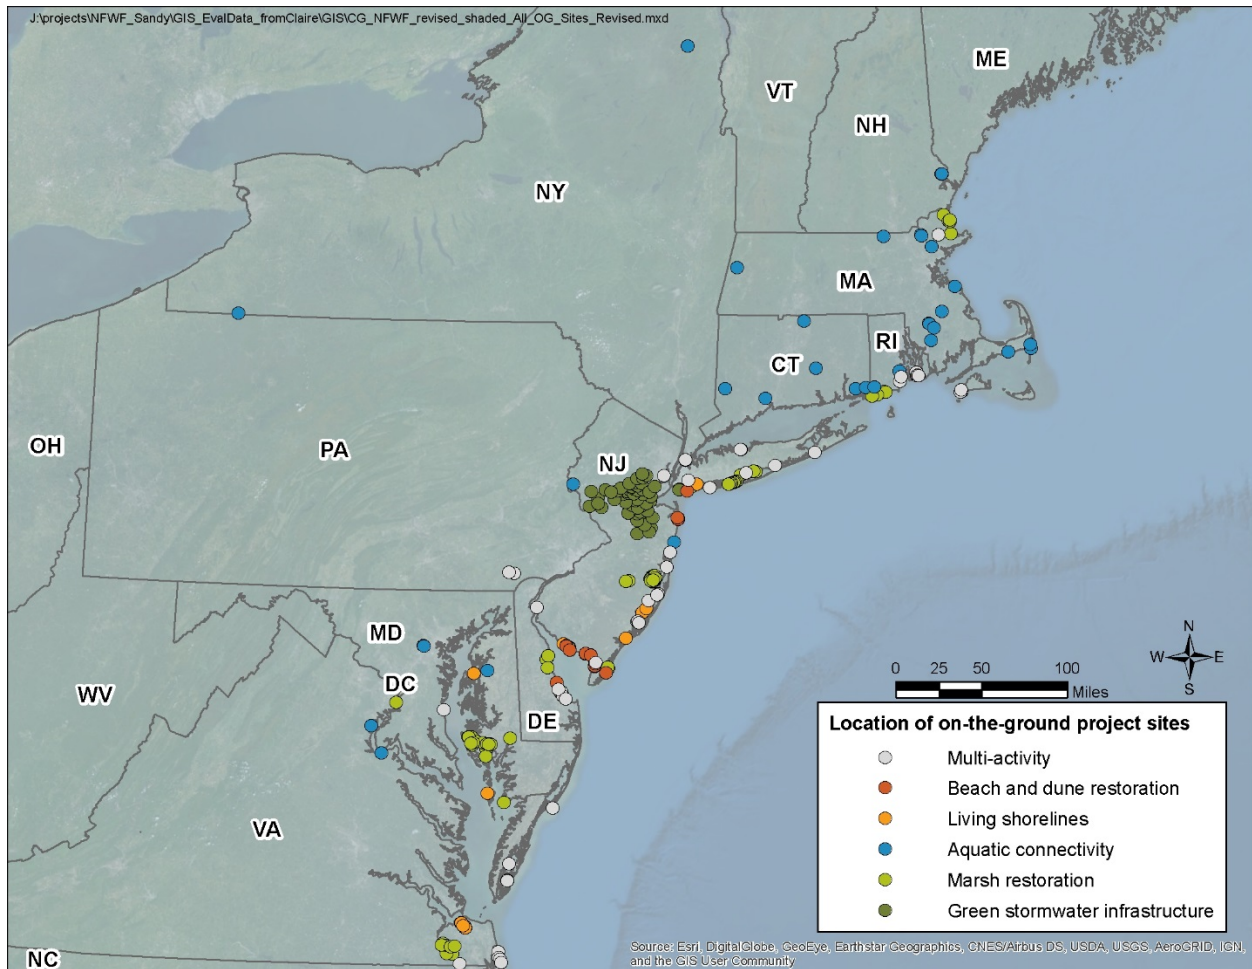 J:\projects\NFWF_Sandy\GIS_EvalData_fromClaire\GIS\CG_NFWF_revised_shaded_All_OG_Sites_Revised.mxd
ME
VT
NH
NY
MA
RI
CT
OH
PA
NJ
MD
DC
WV
DE
VA
NC
N
W E
S
0 25 50 100
Miles
Location of on-the-ground project sites
Multi-activity
Beach and dune restoration
Living shorelines
Aquatic connectivity
Marsh restoration
Green stormwater infrastructure
Source: Esri, DigitalGlobe, GeoEye, Earthstar Geographics, CNES/Airbus DS, USDA, USGS, AeroGRID, IGN,
and the GIS User Community